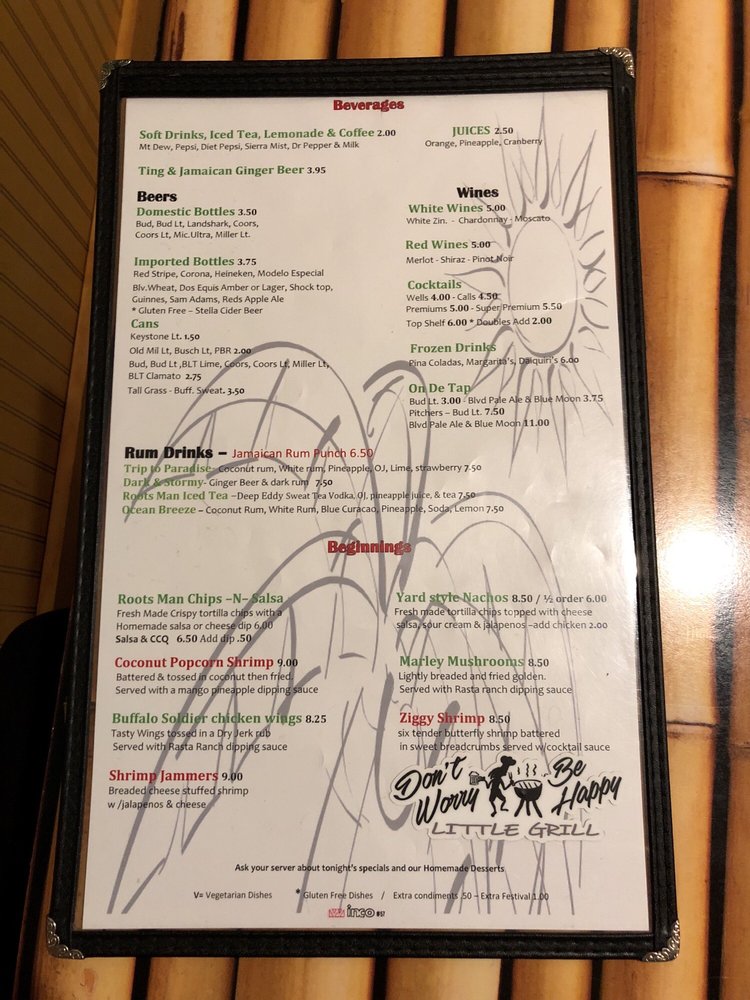 Beverages
Soft Drinks, Iced Tea, Lemonade & Coffee 2.00
Mt Dew, Pepsi, Diet Pepsi, Sierra Mist, Dr Pepper & Milk
JUICES 2.50
Orange, Pineapple, Cranberry
Ting & Jamaican Ginger Beer 3.95
Beers
Domestic Bottles 3.50
Bud, Bud Lt, Landshark, Coors,
Coors Lt, Mic.Ultra, Miller Lt.
Imported Bottles 3.75
Red Stripe, Corona, Heineken, Modelo Especial
Blv.Wheat, Dos Equis Amber or Lager, Shock top,
Guinnes, Sam Adams, Reds Apple Ale
* Gluten Free – Stella Cider Beer
Cans
Keystone Lt. 1.50
Old Mil Lt, Busch Lt, PBR 2.00
Bud, Bud Lt ,BLT Lime, Coors, Coors Lt, Miller Lt,
BLT Clamato 2.75
Tall Grass - Buff. Sweat. 3.50
Wines
White Wines 5.00
White Zin. - Chardonnay - Moscato
Red Wines 5.00
Merlot - Shiraz - Pinot Noir
Cocktails
Wells 4.00 - Calls 4.50
Premiums 5.00 - Super Premium 5.50
Top Shelf 6.00 * Doubles Add 2.00
Frozen Drinks
Pina Coladas, Margarita's, Daiquiri's 6.00
On De Tap
Bud Lt. 3.00 - Blvd Pale Ale & Blue Moon 3.75
Pitchers – Bud Lt. 7.50
Blvd Pale Ale & Blue Moon 11.00
Rum Drinks – Jamaican Rum Punch 6.50
Trip to Paradise- Coconut rum, White rum, Pineapple, OJ, Lime, strawberry 7.50
Dark & Stormy- Ginger Beer & dark rum 7.50
Roots Man Iced Tea –Deep Eddy Sweat Tea Vodka, OJ, pineapple juice, & tea 7.50
Ocean Breeze – Coconut Rum, White Rum, Blue Curacao, Pineapple, Soda, Lemon 7.50
Beginnings
Roots Man Chips –N- Salsa
Fresh Made Crispy tortilla chips with a
Homemade salsa or cheese dip 6.00
Salsa & CCQ 6.50 Add dip .50
Yard style Nachos 8.50 / ½ order 6.00
Fresh made tortilla chips topped with cheese
salsa, sour cream & jalapenos –add chicken 2.00
Coconut Popcorn Shrimp 9.00
Battered & tossed in coconut then fried.
Served with a mango pineapple dipping sauce
Marley Mushrooms 8.50
Lightly breaded and fried golden.
Served with Rasta ranch dipping sauce
Buffalo Soldier chicken wings 8.25
Tasty Wings tossed in a Dry Jerk rub
Served with Rasta Ranch dipping sauce
Ziggy Shrimp 8.50
six tender butterfly shrimp battered
in sweet breadcrumbs served w/cocktail sauce
Shrimp Jammers 9.00
Breaded cheese stuffed shrimp
w /jalapenos & cheese
Don't Worry Be Happy
LITTLE GRILL
Ask your server about tonight's specials and our Homemade Desserts
V= Vegetarian Dishes * Gluten Free Dishes / Extra condiments .50 – Extra Festival 1.00
inco #57